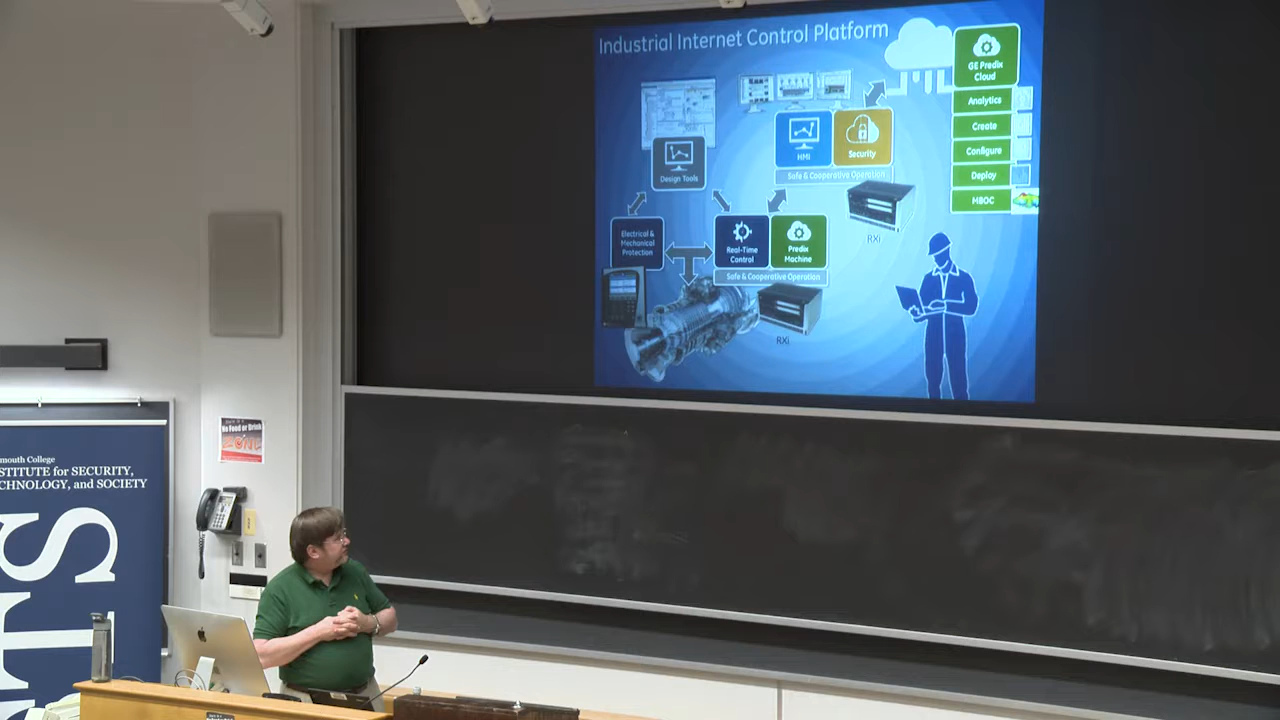 Industrial Internet Control Platform
GE Predix
Cloud
Analytics
Create
Configure
Deploy
MBOC
HMI
Security
Safe & Cooperative Operation
Design Tools
RXi
Electrical &
Mechanical
Protection
Real-Time
Control
Predix
Machine
Safe & Cooperative Operation
RXi
No Food or Drink
ZONE
mouth College
STITUTE for SECURITY,
CHNOLOGY, and SOCIETY
TS